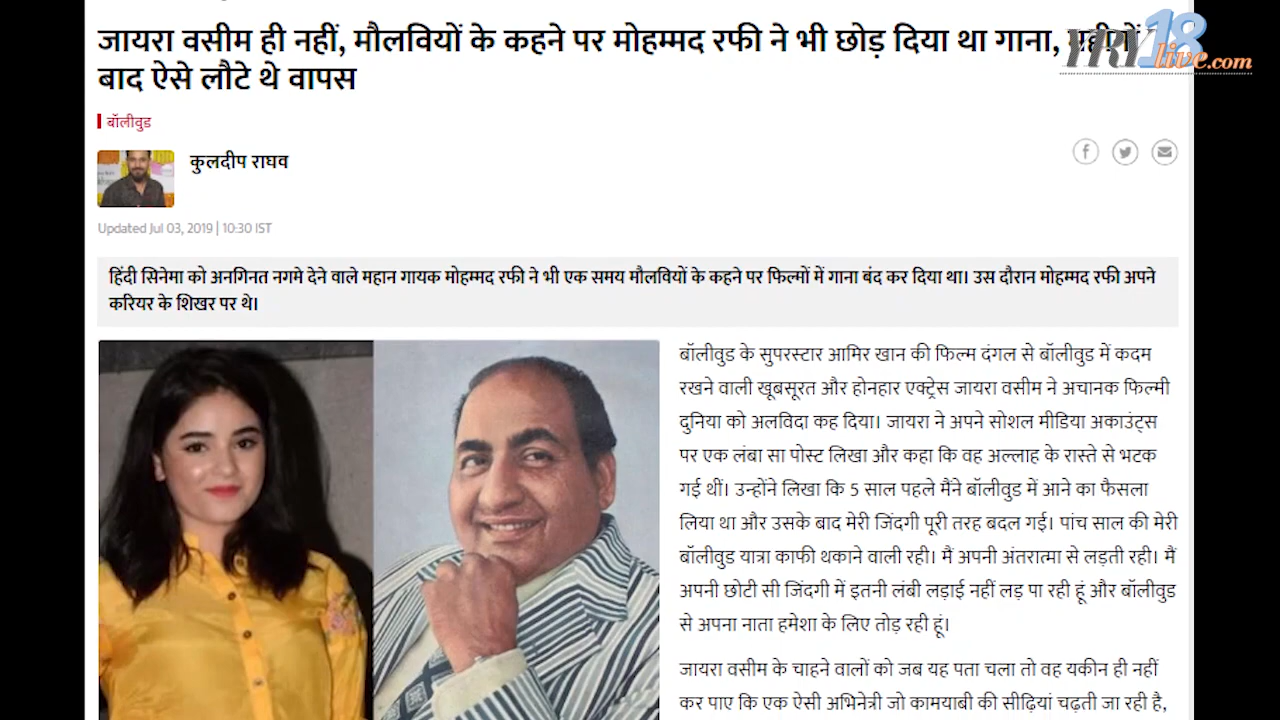 जायरा वसीम ही नहीं, मौलवियों के कहने पर मोहम्मद रफी ने भी छोड़ दिया था गाना,
बाद ऐसे लौटे थे वापस
YRY18
live.com
बॉलीवुड
कुलदीप राघव
Updated Jul 03, 2019 | 10:30 IST
हिंदी सिनेमा को अनगिनत नगमे देने वाले महान गायक मोहम्मद रफी ने भी एक समय मौलवियों के कहने पर फिल्मों में गाना बंद कर दिया था। उस दौरान मोहम्मद रफी अपने
करियर के शिखर पर थे।
बॉलीवुड के सुपरस्टार आमिर खान की फिल्म दंगल से बॉलीवुड में कदम
रखने वाली खूबसूरत और होनहार एक्ट्रेस जायरा वसीम ने अचानक फिल्मी
दुनिया को अलविदा कह दिया। जायरा ने अपने सोशल मीडिया अकाउंट्स
पर एक लंबा सा पोस्ट लिखा और कहा कि वह अल्लाह के रास्ते से भटक
गई थीं। उन्होंने लिखा कि 5 साल पहले मैंने बॉलीवुड में आने का फैसला
लिया था और उसके बाद मेरी जिंदगी पूरी तरह बदल गई। पांच साल की मेरी
बॉलीवुड यात्रा काफी थकाने वाली रही। मैं अपनी अंतरात्मा से लड़ती रही। मैं
अपनी छोटी सी जिंदगी में इतनी लंबी लड़ाई नहीं लड़ पा रही हूं और बॉलीवुड
से अपना नाता हमेशा के लिए तोड़ रही हूं।
जायरा वसीम के चाहने वालों को जब यह पता चला तो वह यकीन ही नहीं
कर पाए कि एक ऐसी अभिनेत्री जो कामयाबी की सीढ़ियां चढ़ती जा रही है,